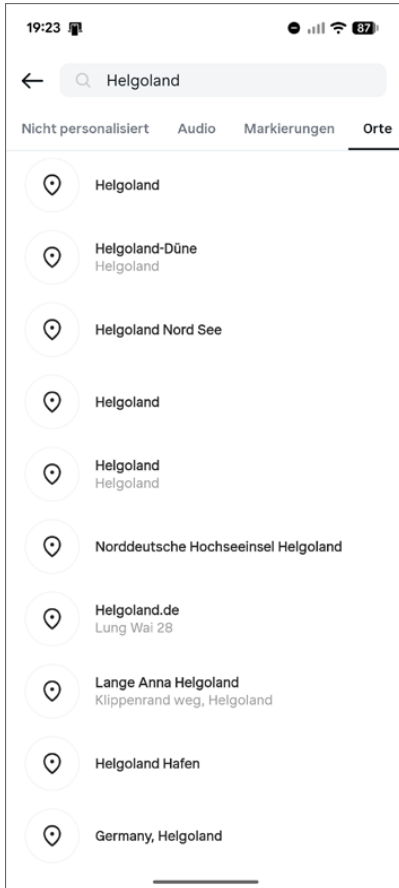 19:23
87
Helgoland
Nicht personalisiert Audio Markierungen Orte
Helgoland
Helgoland-Düne
Helgoland
Helgoland Nord See
Helgoland
Helgoland
Helgoland
Norddeutsche Hochseeinsel Helgoland
Helgoland.de
Lung Wai 28
Lange Anna Helgoland
Klippenrand weg, Helgoland
Helgoland Hafen
Germany, Helgoland